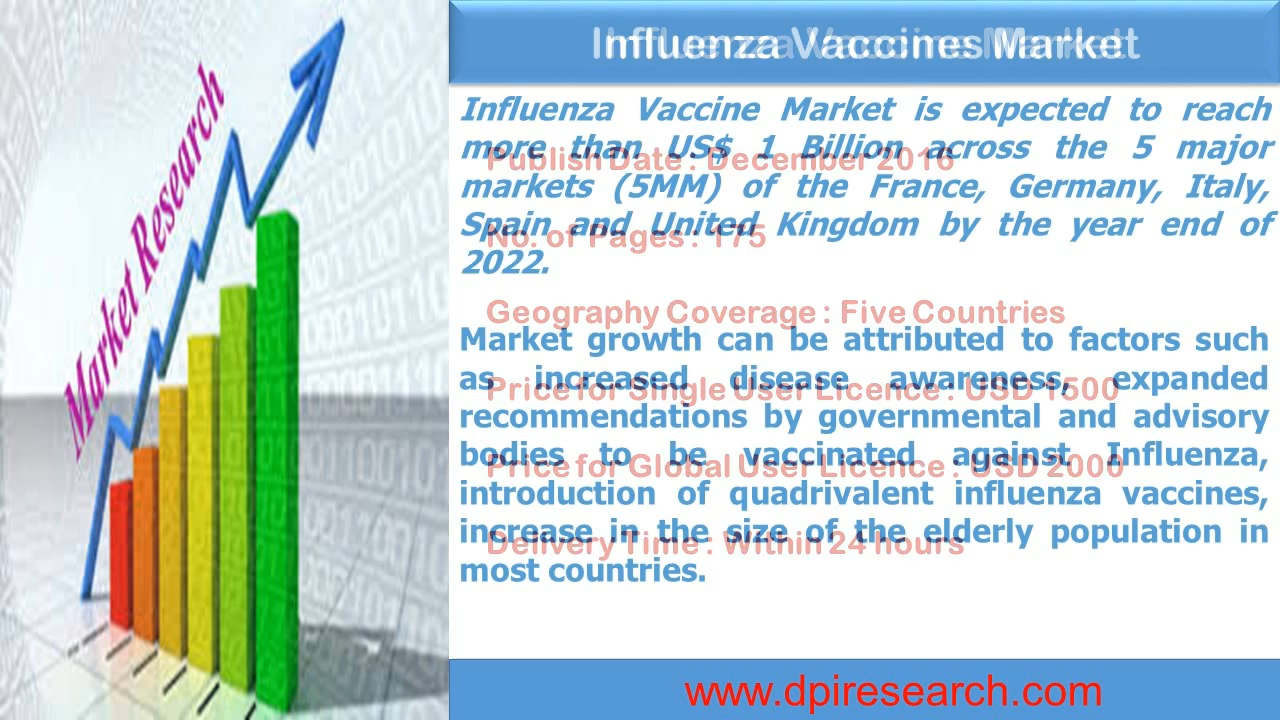 Influenza Vaccines Market
Market Research
Influenza Vaccine Market is expected to reach
more than US$ 1 Billion across the 5 major
markets (5MM) of the France, Germany, Italy,
Spain and United Kingdom by the year end of
2022.
Market growth can be attributed to factors such
as increased disease awareness, expanded
recommendations by governmental and advisory
bodies to be vaccinated against Influenza,
introduction of quadrivalent influenza vaccines,
increase in the size of the elderly population in
most countries.
Publish Date : December 2016
No. of Pages : 175
Geography Coverage : Five Countries
Price for Single User Licence : USD 1500
Price for Global User Licence : USD 2000
Delivery Time : Within 24 hours
www.dpiresearch.com